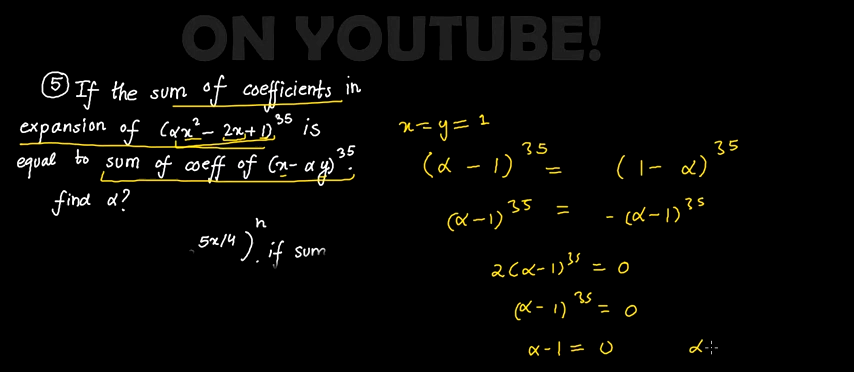 ON YOUTUBE!
⑤ If the sum of coefficients in
expansion of (αx² - 2x + 1)³⁵ is
equal to sum of coeff of (x - αy)³⁵.
find α?
5x/4)ⁿ. if sum
x = y = 1
(α - 1)³⁵ = (1 - α)³⁵
(α - 1)³⁵ = - (α - 1)³⁵
2(α - 1)³⁵ = 0
(α - 1)³⁵ = 0
α - 1 = 0 α